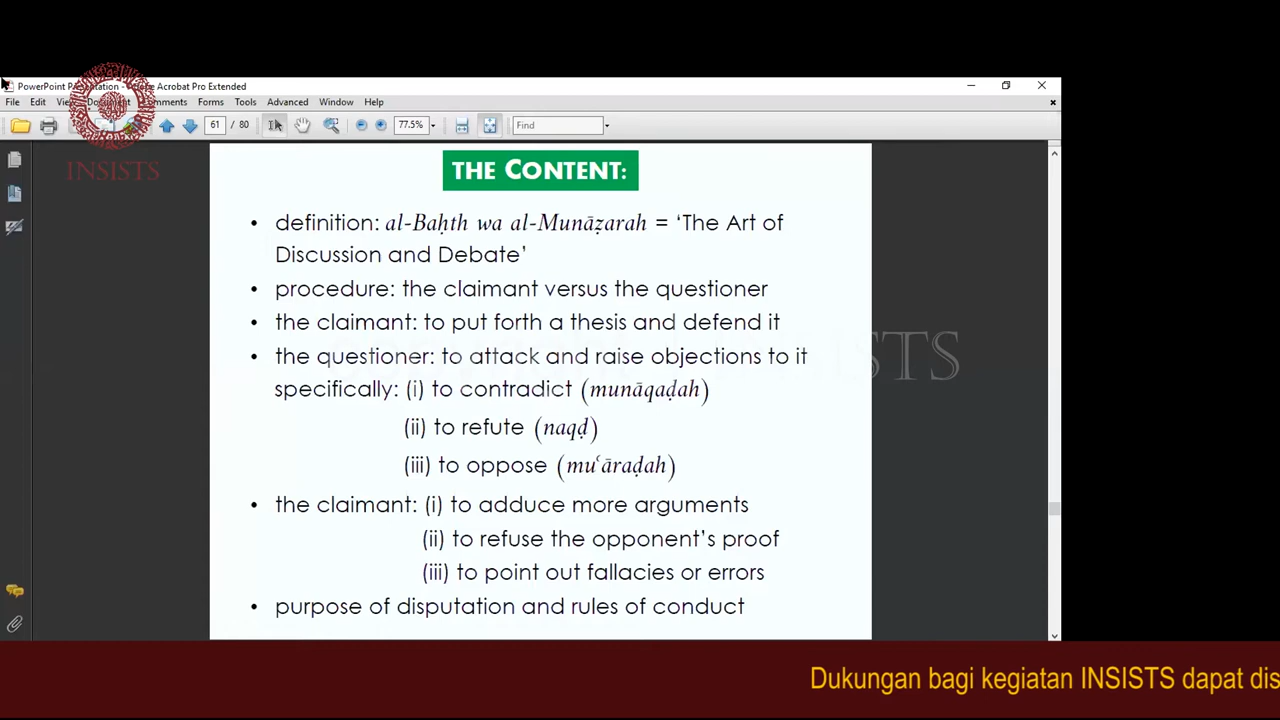 PowerPoint P
Acrobat Pro Extended
File Edit Document Comments Forms Tools Advanced Window Help
61 / 80 77.5% Find
INSISTS
THE CONTENT:
• definition: al-Baḥth wa al-Munāẓarah = ‘The Art of
Discussion and Debate’
• procedure: the claimant versus the questioner
• the claimant: to put forth a thesis and defend it
• the questioner: to attack and raise objections to it
specifically: (i) to contradict (munāqaḍah)
(ii) to refute (naqḍ)
(iii) to oppose (muʿāraḍah)
• the claimant: (i) to adduce more arguments
(ii) to refuse the opponent’s proof
(iii) to point out fallacies or errors
• purpose of disputation and rules of conduct
Dukungan bagi kegiatan INSISTS dapat dis